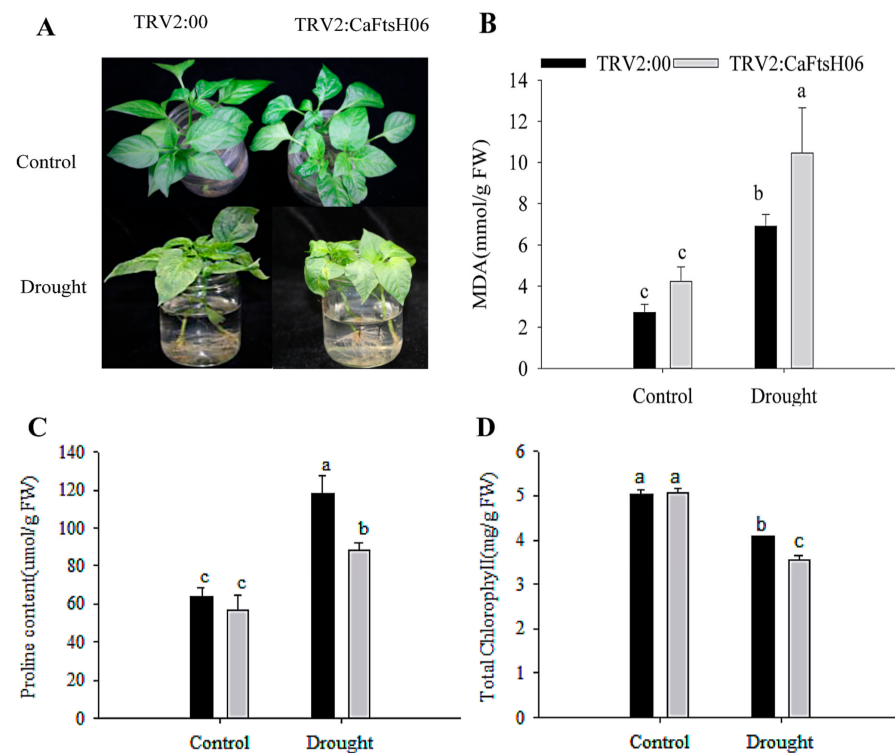 A
TRV2:00
TRV2:CaFtsH06
Control
Drought
B
TRV2:00
TRV2:CaFtsH06
14
12
10
8
6
4
2
0
MDA(mmol/g FW)
c
c
b
a
Control
Drought
C
140
120
100
80
60
40
20
0
Proline content(umol/g FW)
c
c
a
b
Control
Drought
D
6
5
4
3
2
1
0
Total ChlorophyII(mg/g FW)
a
a
b
c
Control
Drought